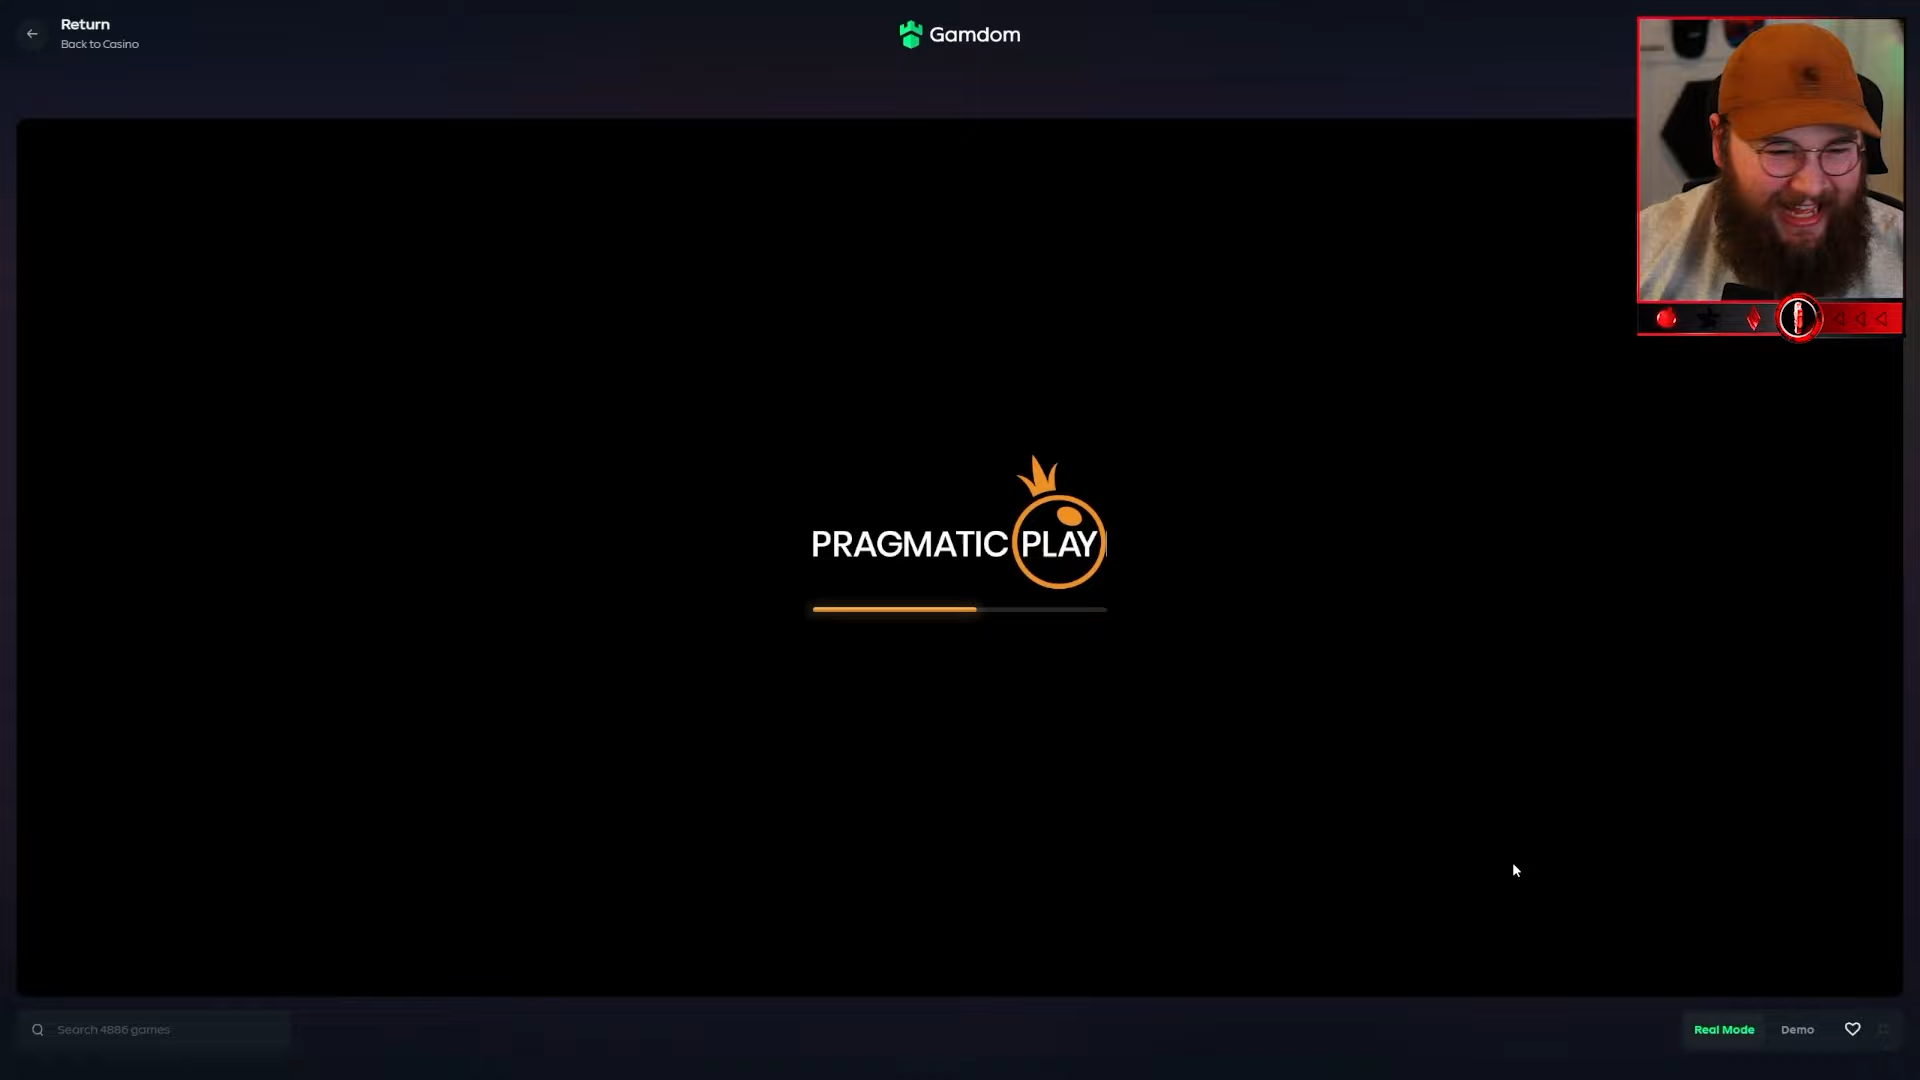 Return
Back to Casino
Gamdom
PRAGMATIC PLAY
Search 4886 games
Real Mode
Demo